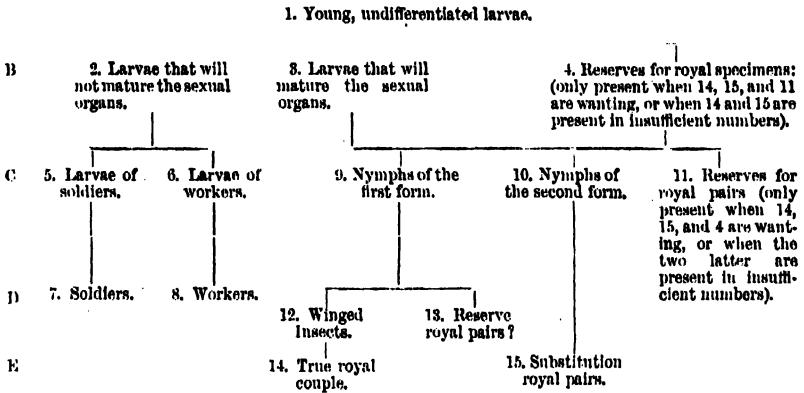 1. Young, undifferentiated larvae.
B
2. Larvae that will
not mature the sexual
organs.
3. Larvae that will
mature the sexual
organs.
4. Reserves for royal specimens:
(only present when 14, 15, and 11
are wanting, or when 14 and 15 are
present in insufficient numbers).
C
5. Larvae of
soldiers.
6. Larvae of
workers.
9. Nymphs of the
first form.
10. Nymphs of
the second form.
11. Reserves for
royal pairs (only
present when 14,
15, and 4 are want-
ing, or when the
two latter are
present in insuffi-
cient numbers).
D
7. Soldiers.
8. Workers.
12. Winged
Insects.
13. Reserve
royal pairs?
E
14. True royal
couple.
15. Substitution
royal pairs.